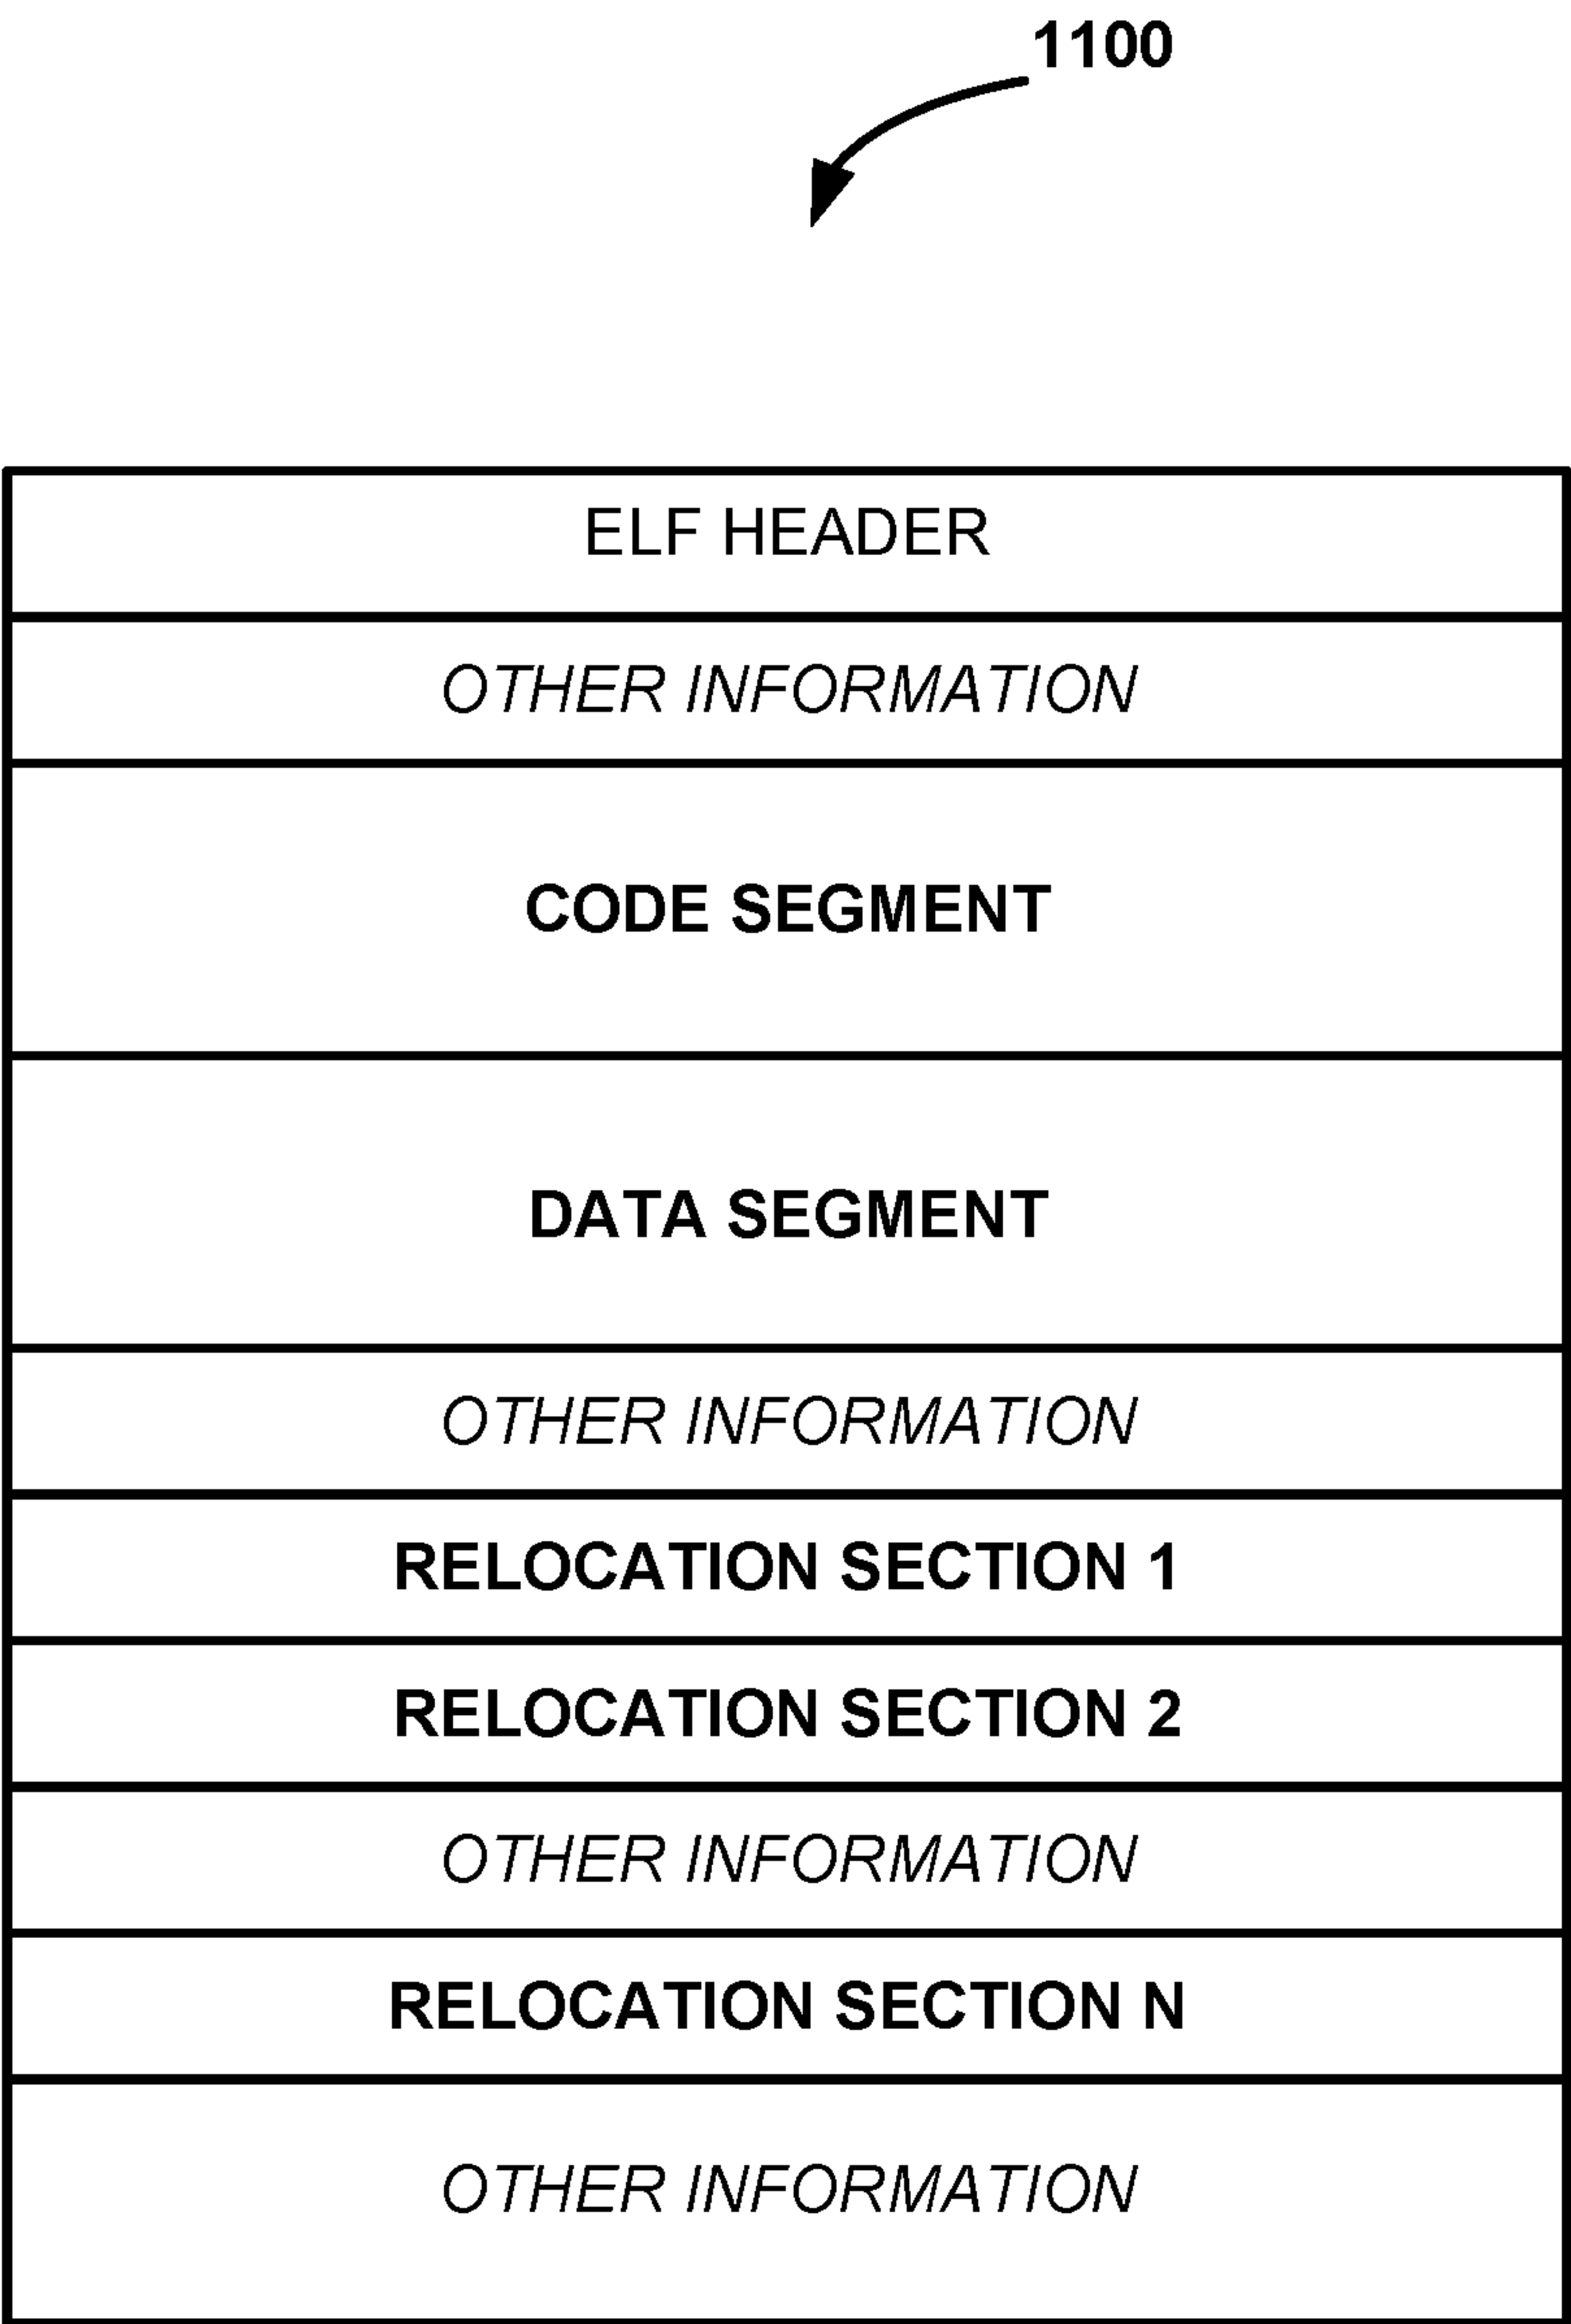 1100
ELF HEADER
OTHER INFORMATION
CODE SEGMENT
DATA SEGMENT
OTHER INFORMATION
RELOCATION SECTION 1
RELOCATION SECTION 2
OTHER INFORMATION
RELOCATION SECTION N
OTHER INFORMATION